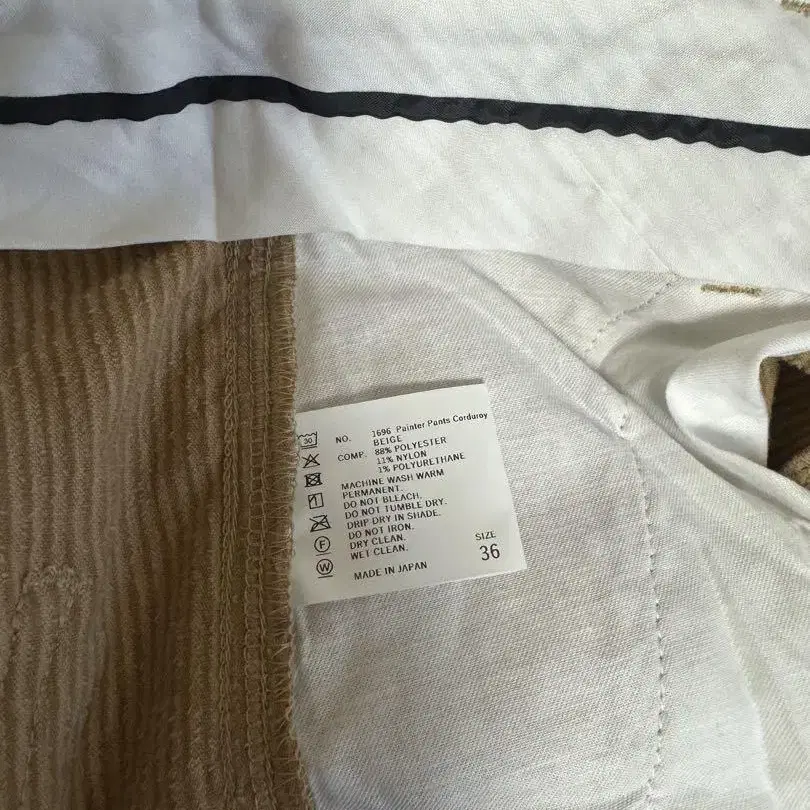 NO. 1696 Painter Pants Corduroy
BEIGE
COMP. 88% POLYESTER
11% NYLON
1% POLYURETHANE
MACHINE WASH WARM
PERMANENT.
DO NOT BLEACH.
DO NOT TUMBLE DRY.
DRIP DRY IN SHADE.
DO NOT IRON.
DRY CLEAN.
WET CLEAN.
MADE IN JAPAN
SIZE
36
30
F
W